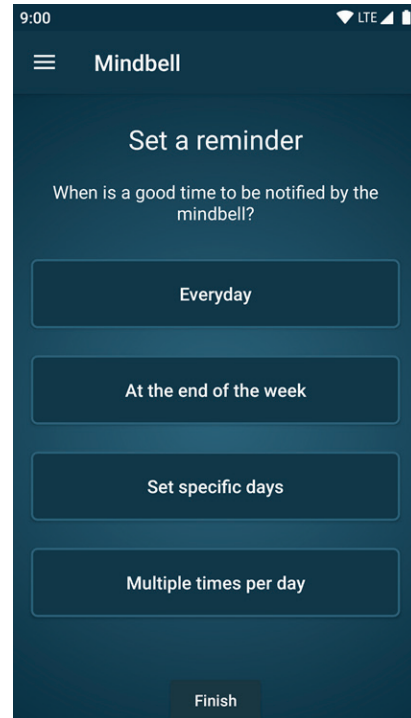 9:00 LTE
Mindbell
Set a reminder
When is a good time to be notified by the
mindbell?
Everyday
At the end of the week
Set specific days
Multiple times per day
Finish